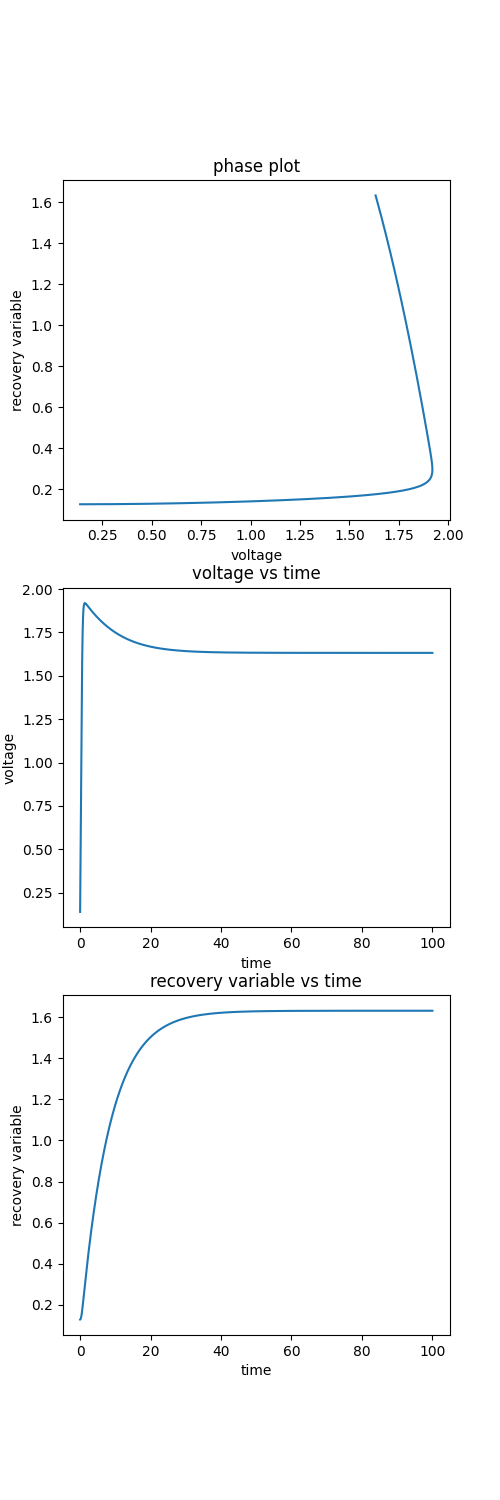 phase plot
1.6
1.4
1.2
1.0
0.8
0.6
0.4
0.2
recovery variable
0.25 0.50 0.75 1.00 1.25 1.50 1.75 2.00
voltage
voltage vs time
2.00
1.75
1.50
1.25
1.00
0.75
0.50
0.25
voltage
0 20 40 60 80 100
time
recovery variable vs time
1.6
1.4
1.2
1.0
0.8
0.6
0.4
0.2
recovery variable
0 20 40 60 80 100
time